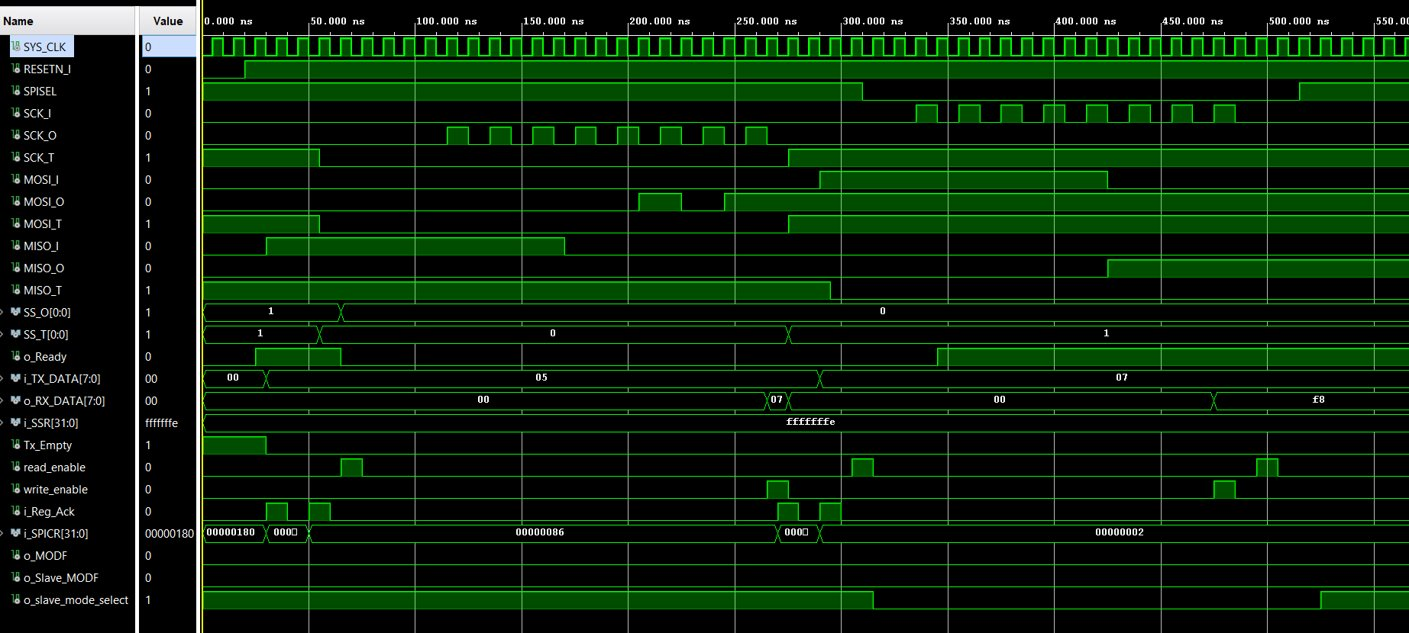 Name Value 0.000 ns 50.000 ns 100.000 ns 150.000 ns 200.000 ns 250.000 ns 300.000 ns 350.000 ns 400.000 ns 450.000 ns 500.000 ns 550.0
SYS_CLK 0
RESETN_I 0
SPISEL 1
SCK_I 0
SCK_O 0
SCK_T 1
MOSI_I 0
MOSI_O 0
MOSI_T 1
MISO_I 0
MISO_O 0
MISO_T 1
SS_O[0:0] 1 1 0
SS_T[0:0] 1 1 0 1
o_Ready 0
i_TX_DATA[7:0] 00 00 05 07
o_RX_DATA[7:0] 00 00 07 00 f8
i_SSR[31:0] fffffffe fffffffe
Tx_Empty 1
read_enable 0
write_enable 0
i_Reg_Ack 0
i_SPICR[31:0] 00000180 00000180 000▯ 00000086 000▯ 00000002
o_MODF 0
o_Slave_MODF 0
o_slave_mode_select 1